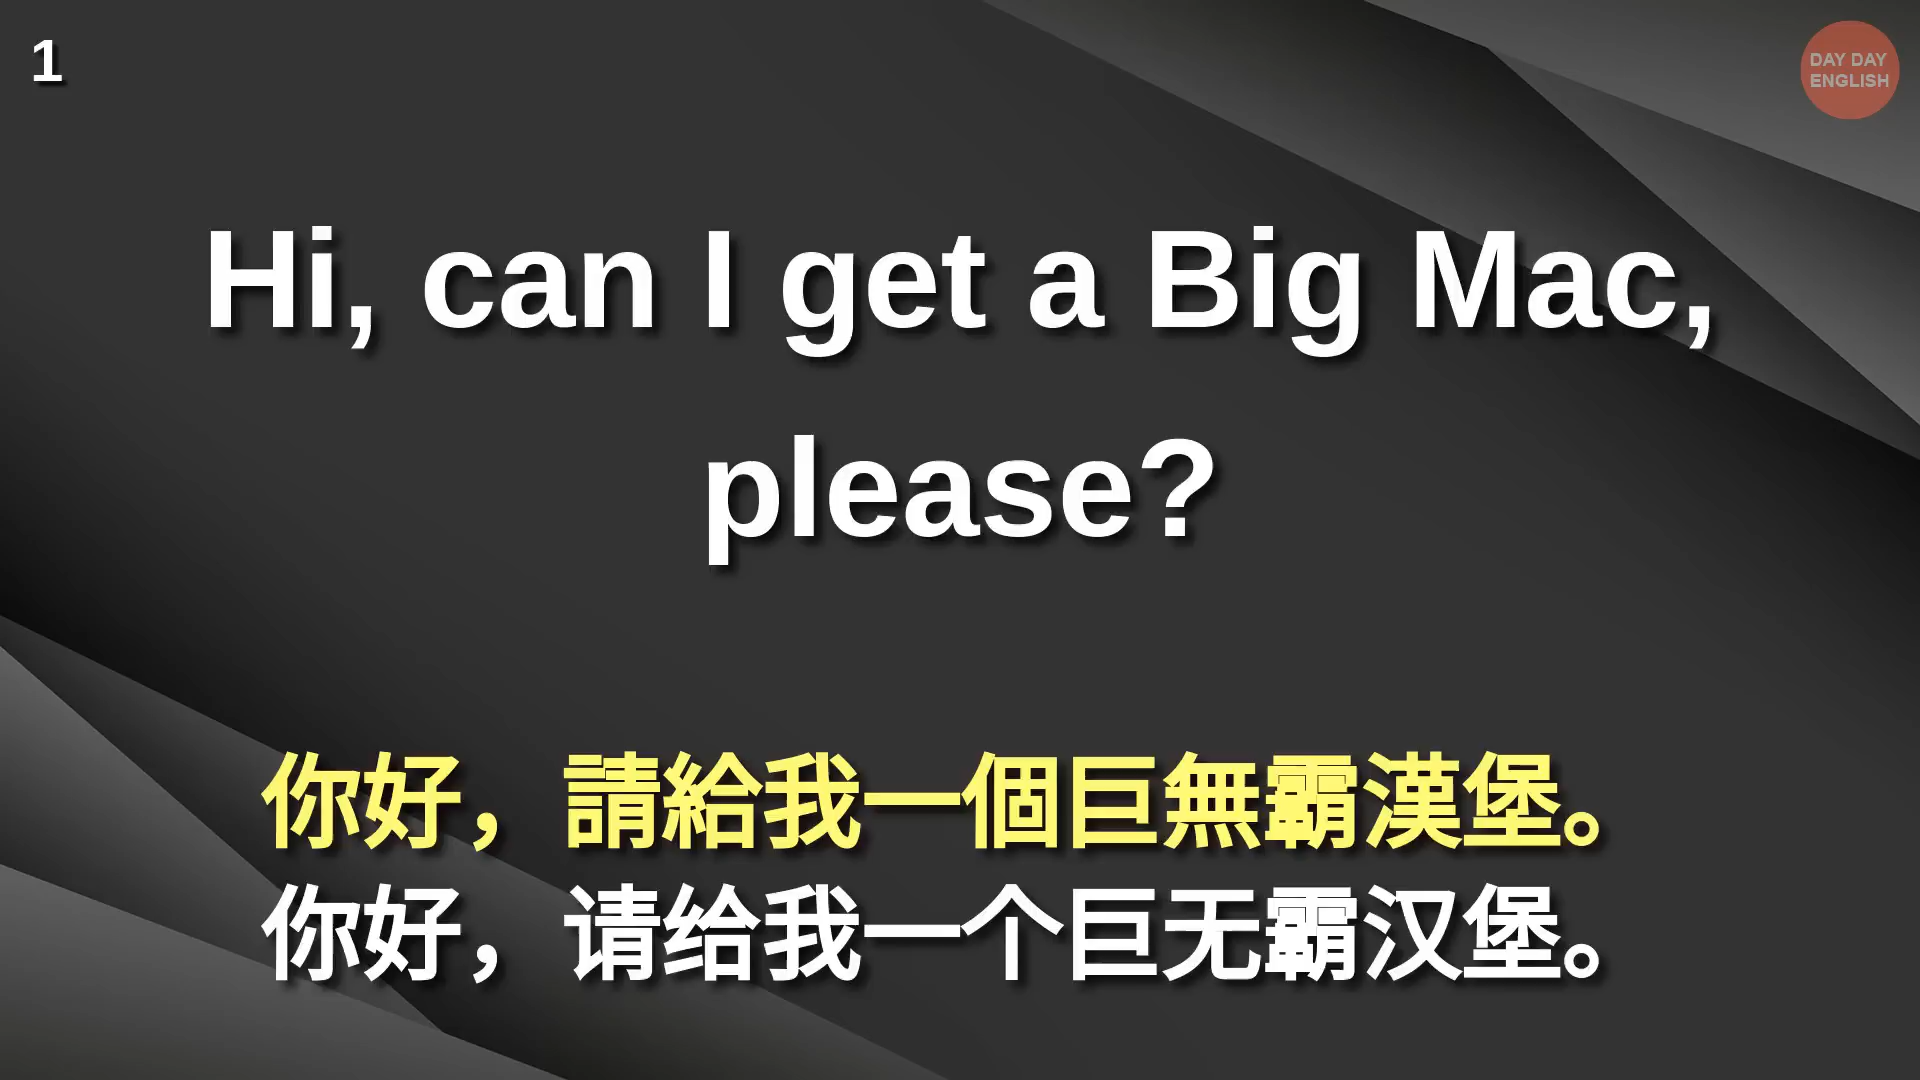 1
DAY DAY
ENGLISH
Hi, can I get a Big Mac,
please?
你好，請給我一個巨無霸漢堡。
你好，请给我一个巨无霸汉堡。